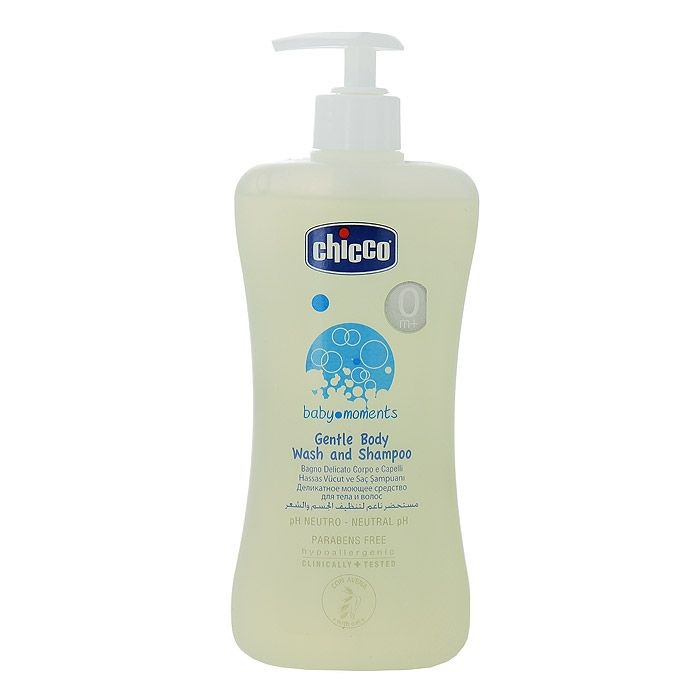 chicco
0
m+
baby moments
Gentle Body
Wash and Shampoo
Bagno Delicato Corpo e Capelli
Hassas Vücut ve Saç Şampuanı
Деликатное моющее средство
для тела и волос
مستحضر ناعم لتنظيف الجسم والشعر
pH NEUTRO - NEUTRAL pH
PARABENS FREE
hypoallergenic
CLINICALLY + TESTED
CON AVENA